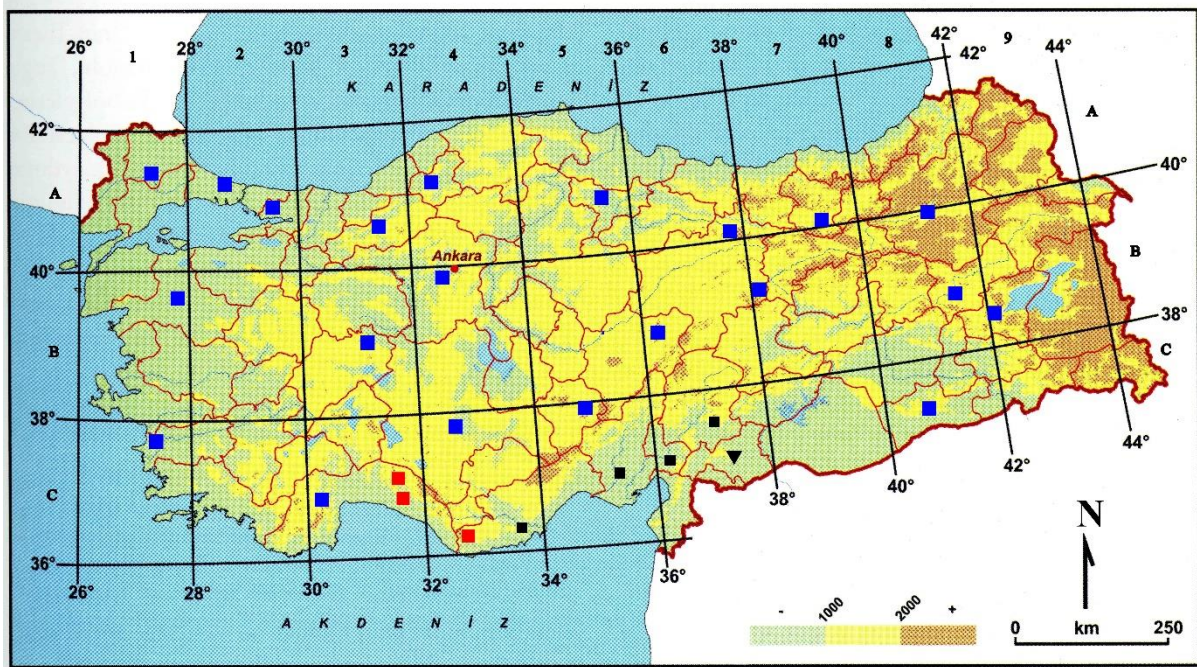 26° 1 28° 2 30° 3 32° 4 34° 5 36° 6 38° 7 40° 8 42° 9 44°
42°
K A R A D E N İ Z
42°
A
A
40°
Ankara
B
40°
38°
B
C
38°
44°
C
42°
40°
38°
N
36°
36°
26° 28° 30° 32° 34°
A K D E N İ Z
- 1000 2000 +
0 km 250